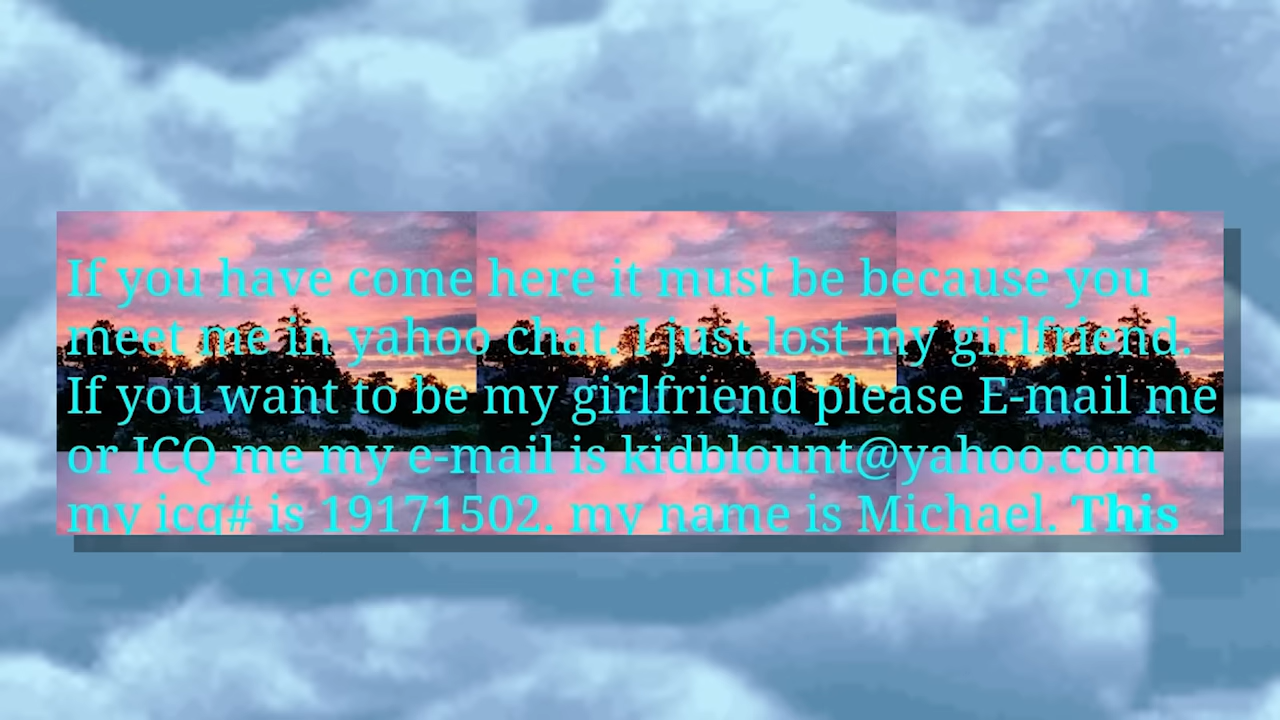 If you have come here it must be because you
meet me in yahoo chat. I just lost my girlfriend.
If you want to be my girlfriend please E-mail me
or ICQ me my e-mail is kidblount@yahoo.com
my icq# is 19171502. my name is Michael. This